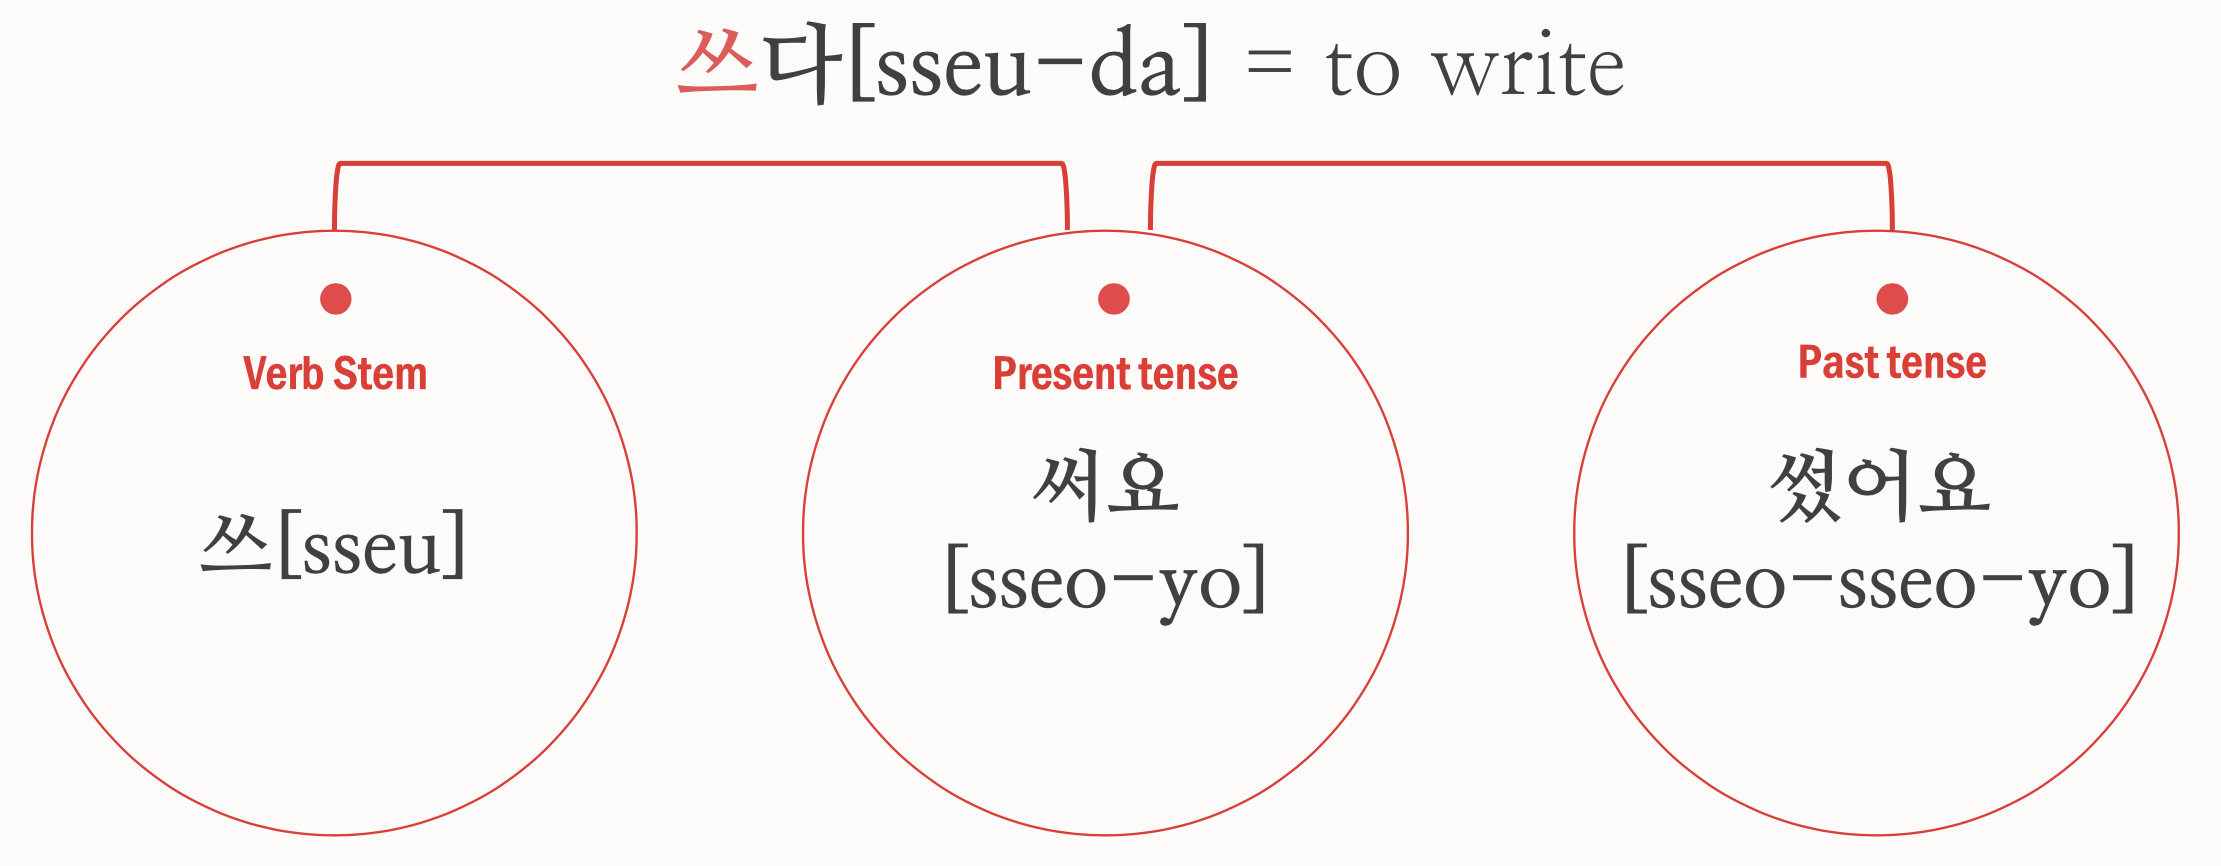 쓰다[sseu-da] = to write
Verb Stem
쓰[sseu]
Present tense
써요
[sseo-yo]
Past tense
썼어요
[sseo-sseo-yo]